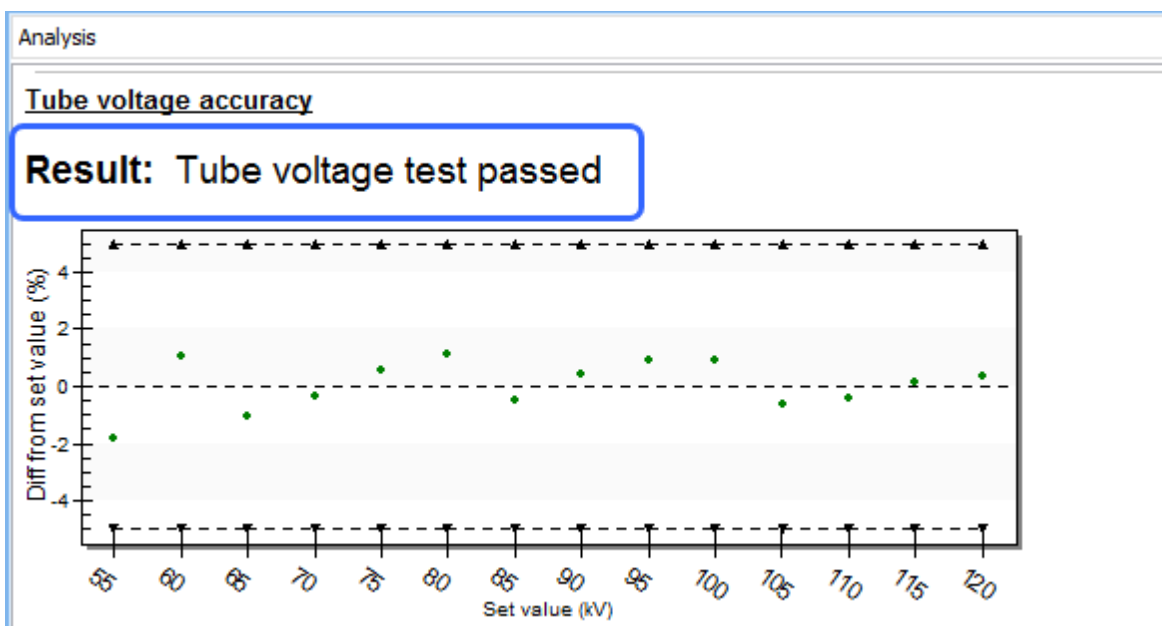 Analysis
Tube voltage accuracy
Result: Tube voltage test passed
Diff from set value (%)
4
2
0
-2
-4
55 60 65 70 75 80 85 90 95 100 105 110 115 120
Set value (kV)